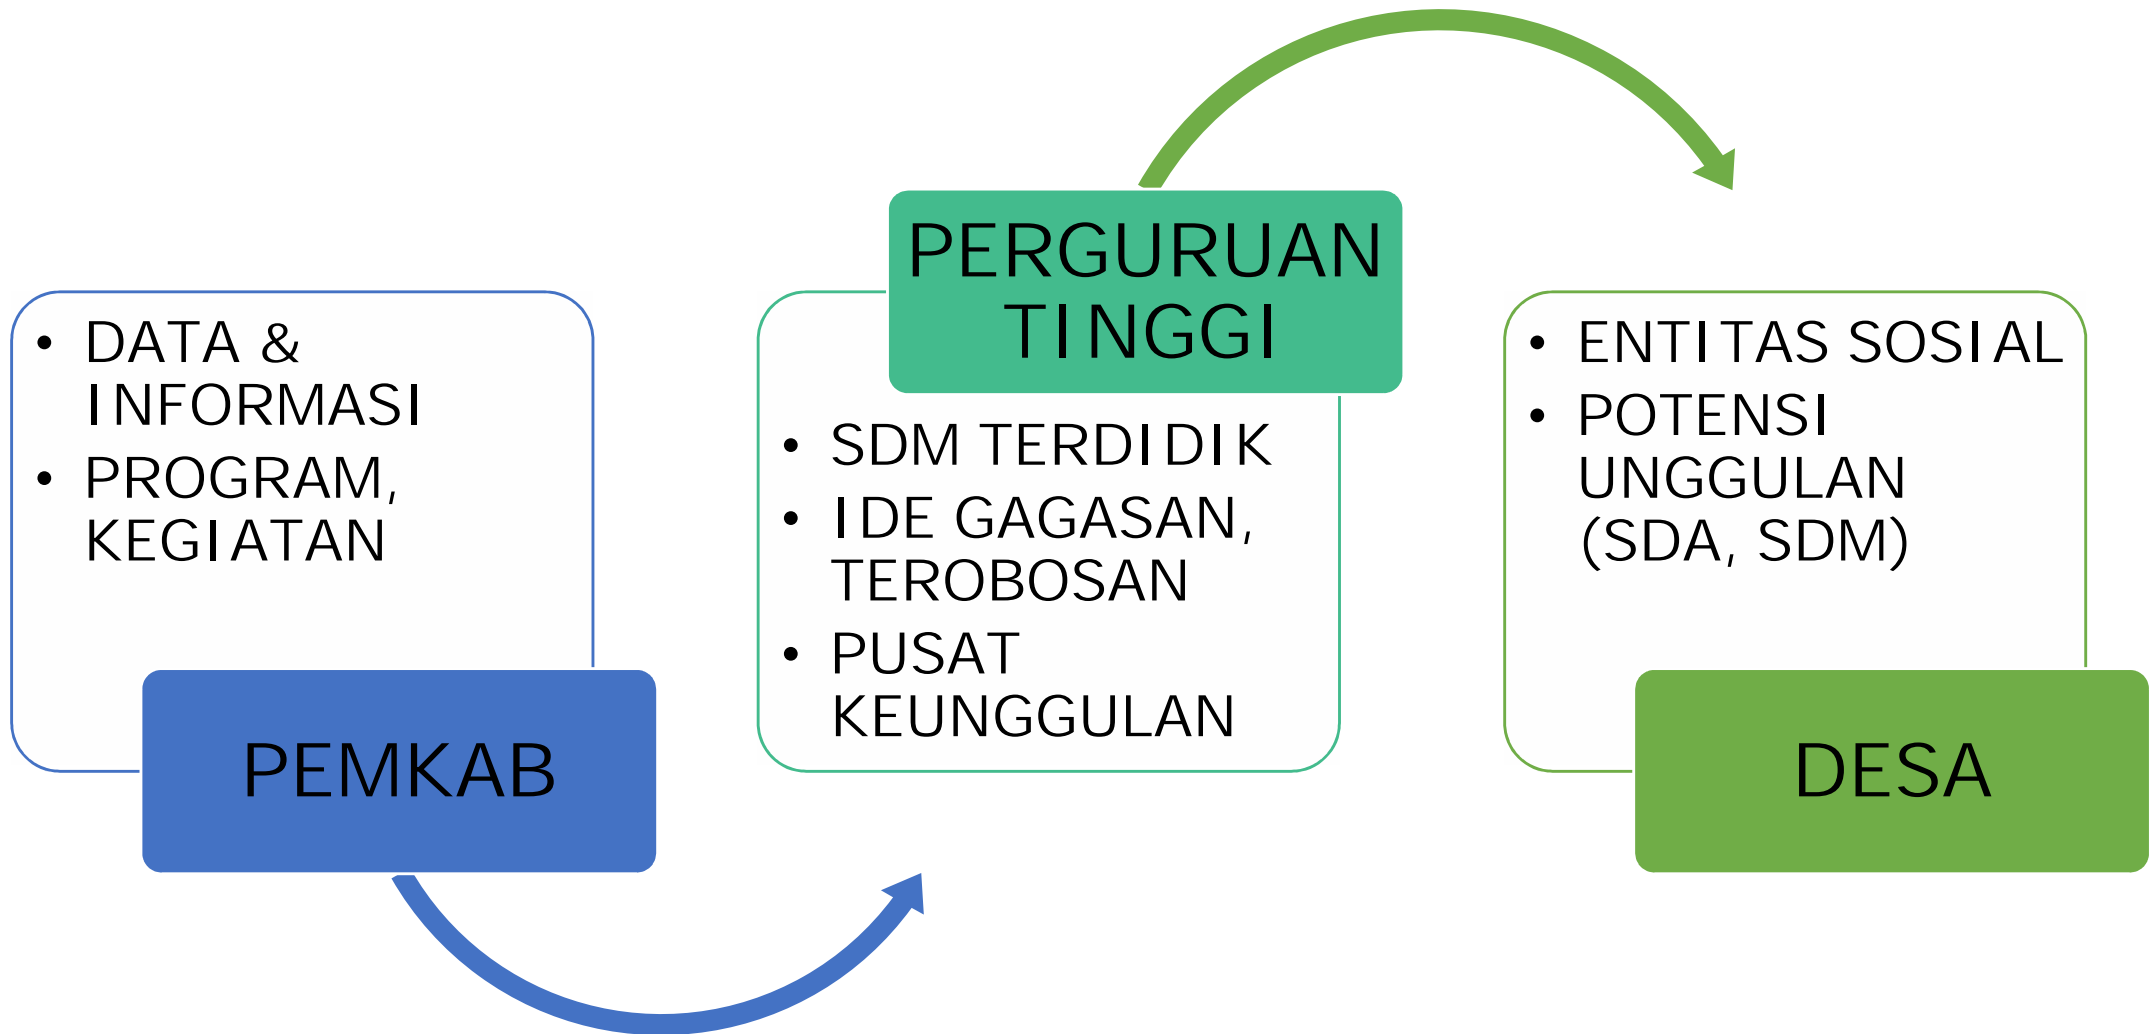 • DATA &
INFORMASI
• PROGRAM,
KEGIATAN
PEMKAB
PERGURUAN
TINGGI
• SDM TERDIDIK
• IDE GAGASAN,
TEROBOSAN
• PUSAT
KEUNGGULAN
• ENTITAS SOSIAL
• POTENSI
UNGGULAN
(SDA, SDM)
DESA